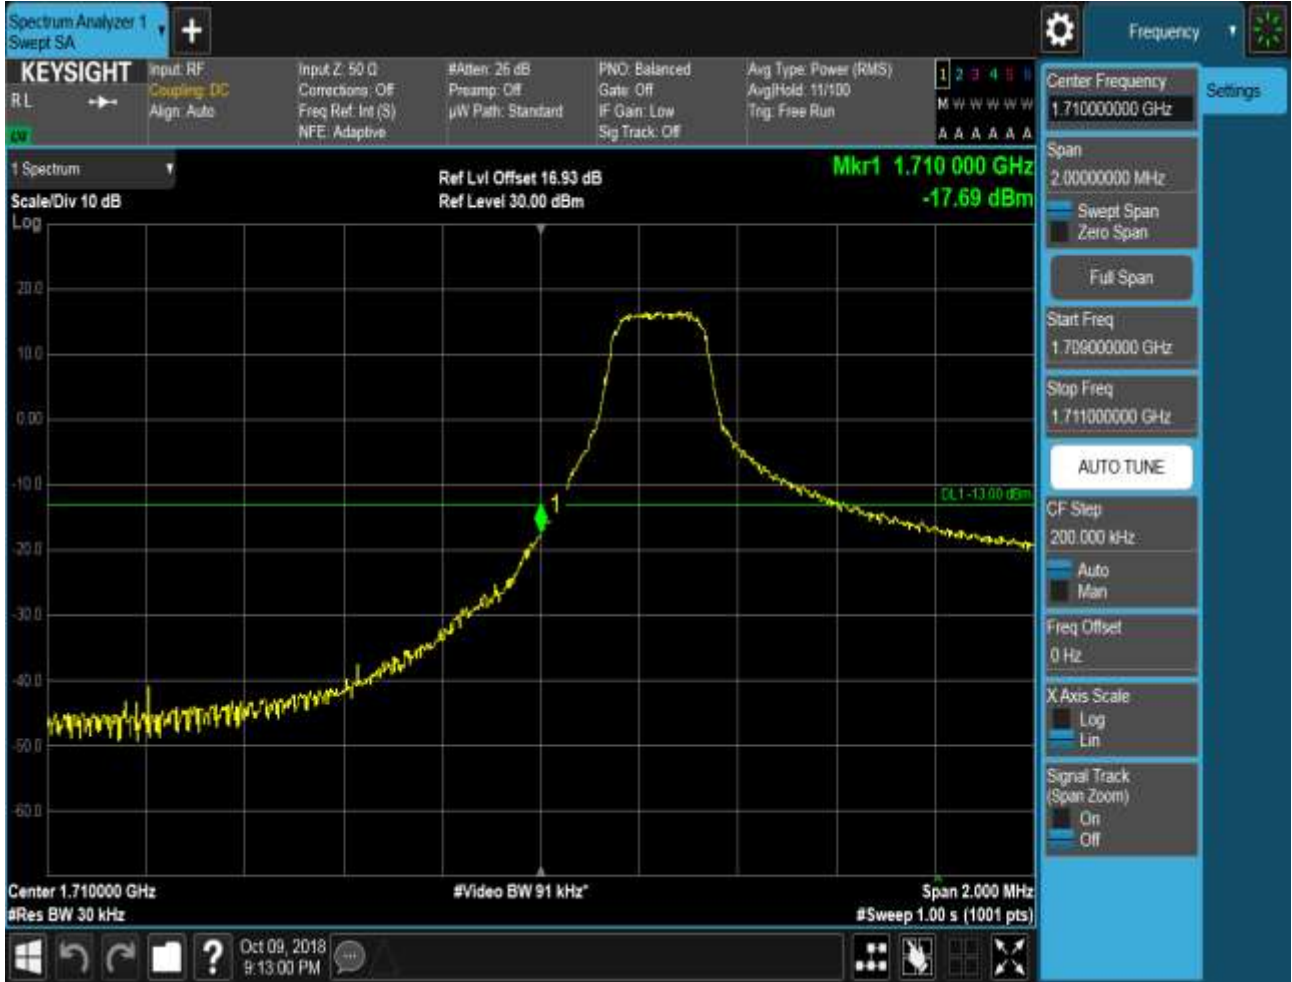 Spectrum Analyzer 1
Swept SA
Frequency
KEYSIGHT
R L
Input: RF
Coupling: DC
Align: Auto
Input Z: 50 Ω
Corrections: Off
Freq Ref: Int (S)
NFE: Adaptive
#Atten: 26 dB
Preamp: Off
µW Path: Standard
PNO: Balanced
Gate: Off
IF Gain: Low
Sig Track: Off
Avg Type: Power (RMS)
Avg|Hold: 11/100
Trig: Free Run
1 2 3 4 5 6
M W W W W W
A A A A A A
1 Spectrum
Scale/Div 10 dB
Log
Ref Lvl Offset 16.93 dB
Ref Level 30.00 dBm
Mkr1 1.710 000 GHz
-17.69 dBm
20.0
10.0
0.00
-10.0
-20.0
-30.0
-40.0
-50.0
-60.0
1
DL1 -13.00 dBm
Center 1.710000 GHz
#Res BW 30 kHz
#Video BW 91 kHz*
Span 2.000 MHz
#Sweep 1.00 s (1001 pts)
Oct 09, 2018
9:13:00 PM
Center Frequency
1.710000000 GHz
Settings
Span
2.00000000 MHz
Swept Span
Zero Span
Full Span
Start Freq
1.709000000 GHz
Stop Freq
1.711000000 GHz
AUTO TUNE
CF Step
200.000 kHz
Auto
Man
Freq Offset
0 Hz
X Axis Scale
Log
Lin
Signal Track
(Span Zoom)
On
Off